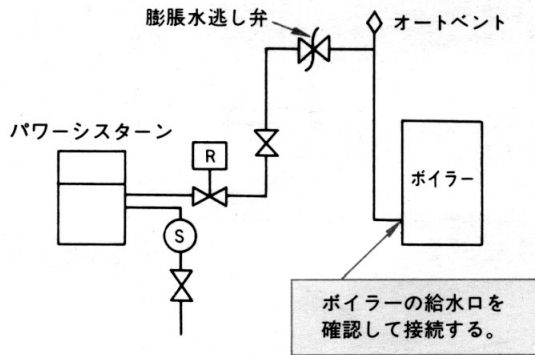 膨脹水逃し弁
オートベント
パワーシスターン
R
ボイラー
S
ボイラーの給水口を
確認して接続する。